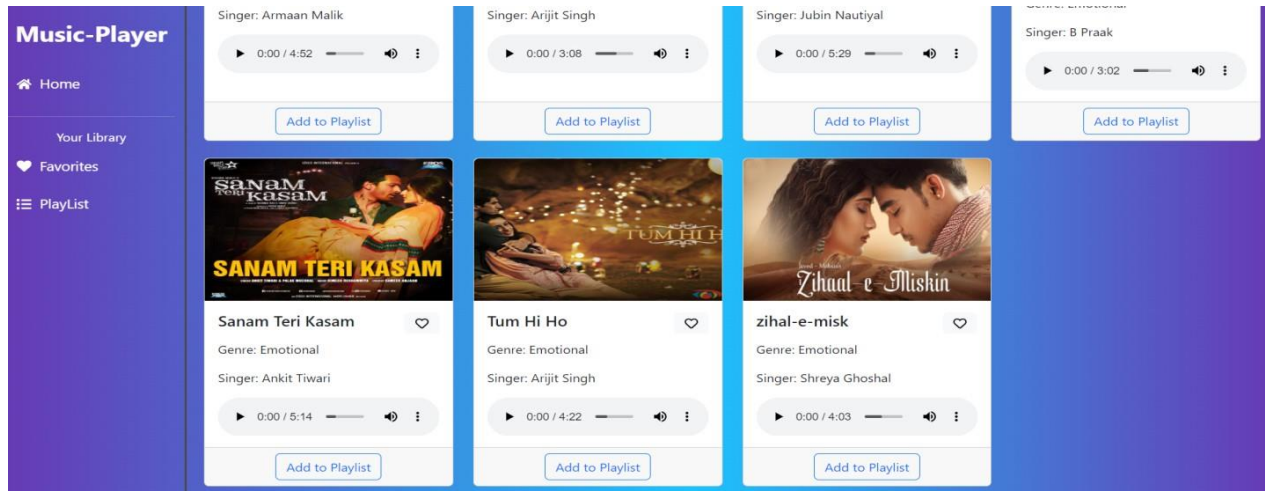 Music-Player
Home
Your Library
Favorites
PlayList
Singer: Armaan Malik
0:00 / 4:52
Add to Playlist
Singer: Arijit Singh
0:00 / 3:08
Add to Playlist
Singer: Jubin Nautiyal
0:00 / 5:29
Add to Playlist
Singer: B Praak
0:00 / 3:02
Add to Playlist
SANAM
TERI KASAM
SANAM TERI KASAM
Sanam Teri Kasam
Genre: Emotional
Singer: Ankit Tiwari
0:00 / 5:14
Add to Playlist
TUM HI H
Tum Hi Ho
Genre: Emotional
Singer: Arijit Singh
0:00 / 4:22
Add to Playlist
Zihaal-e-Miskin
zihal-e-misk
Genre: Emotional
Singer: Shreya Ghoshal
0:00 / 4:03
Add to Playlist